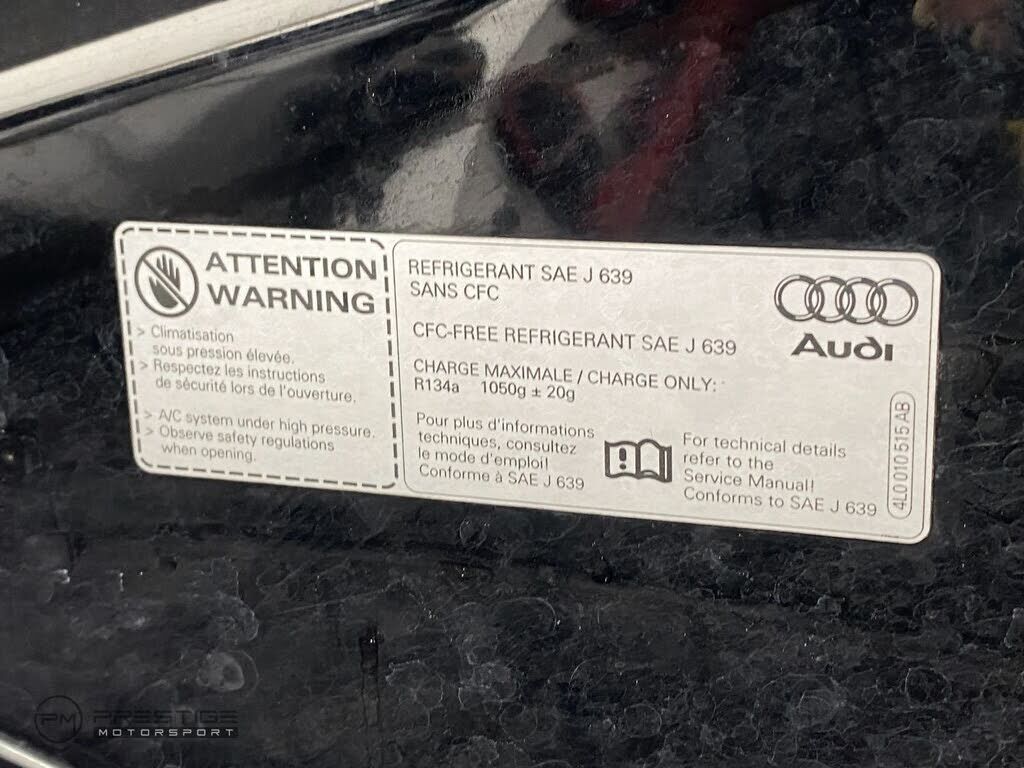 ATTENTION
WARNING
> Climatisation
sous pression élevée.
> Respectez les instructions
de sécurité lors de l'ouverture.
> A/C system under high pressure.
> Observe safety regulations
when opening.
REFRIGERANT SAE J 639
SANS CFC
CFC-FREE REFRIGERANT SAE J 639
CHARGE MAXIMALE / CHARGE ONLY:
R134a 1050g ± 20g
Pour plus d'informations
techniques, consultez
le mode d'emploi!
Conforme à SAE J 639
For technical details
refer to the
Service Manual!
Conforms to SAE J 639
Audi
4L0 010 515 AB
PM PRESTIGE
MOTORSPORT